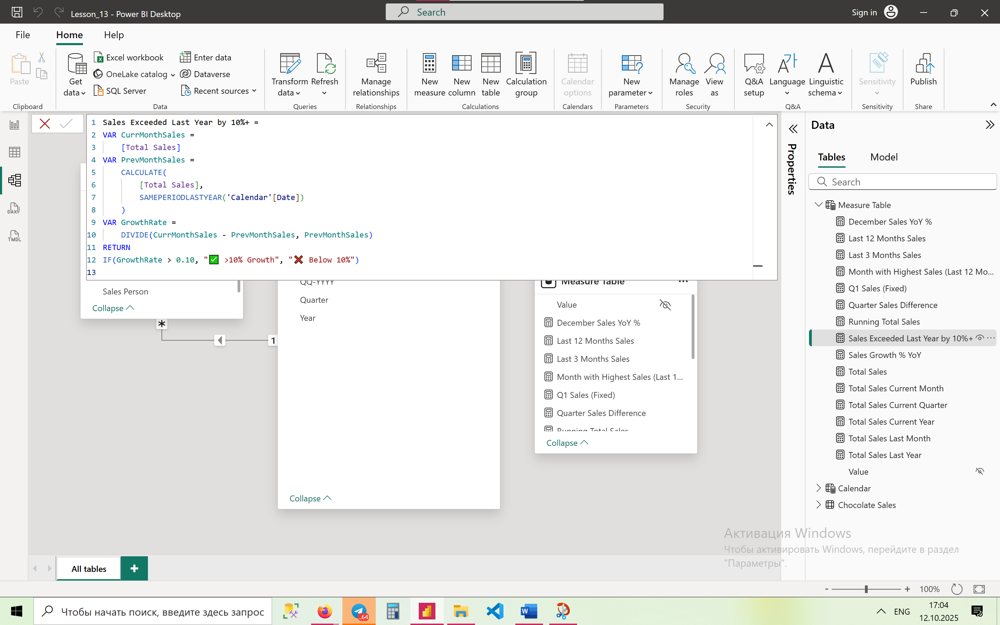 Lesson_13 - Power BI Desktop
Search
Sign in
File
Home
Help
Paste
Clipboard
Get data
Excel workbook
OneLake catalog
SQL Server
Enter data
Dataverse
Recent sources
Data
Transform data
Refresh
Queries
Manage relationships
Relationships
New measure
New column
New table
Calculation group
Calculations
Calendar options
Calendars
New parameter
Parameters
Manage roles
View as
Security
Q&A setup
Language
Linguistic schema
Q&A
Sensitivity
Sensitivity
Publish
Share
1 Sales Exceeded Last Year by 10%+ =
2 VAR CurrMonthSales =
3 [Total Sales]
4 VAR PrevMonthSales =
5 CALCULATE(
6 [Total Sales],
7 SAMEPERIODLASTYEAR('Calendar'[Date])
8 )
9 VAR GrowthRate =
10 DIVIDE(CurrMonthSales - PrevMonthSales, PrevMonthSales)
11 RETURN
12 IF(GrowthRate > 0.10, "✅ >10% Growth", "❌ Below 10%")
13
DAX
TMDL
Sales Person
Collapse
*
1
QQ-YYYY
Quarter
Year
Collapse
Measure Table
Value
December Sales YoY %
Last 12 Months Sales
Last 3 Months Sales
Month with Highest Sales (Last 1...
Q1 Sales (Fixed)
Quarter Sales Difference
Running Total Sales
Collapse
Properties
Data
Tables
Model
Search
Measure Table
December Sales YoY %
Last 12 Months Sales
Last 3 Months Sales
Month with Highest Sales (Last 12 Mo...
Q1 Sales (Fixed)
Quarter Sales Difference
Running Total Sales
Sales Exceeded Last Year by 10%+
Sales Growth % YoY
Total Sales
Total Sales Current Month
Total Sales Current Quarter
Total Sales Current Year
Total Sales Last Month
Total Sales Last Year
Value
Calendar
Chocolate Sales
Активация Windows
Чтобы активировать Windows, перейдите в раздел
"Параметры".
All tables
100%
Чтобы начать поиск, введите здесь запрос
..64
W
ENG
17:04
12.10.2025